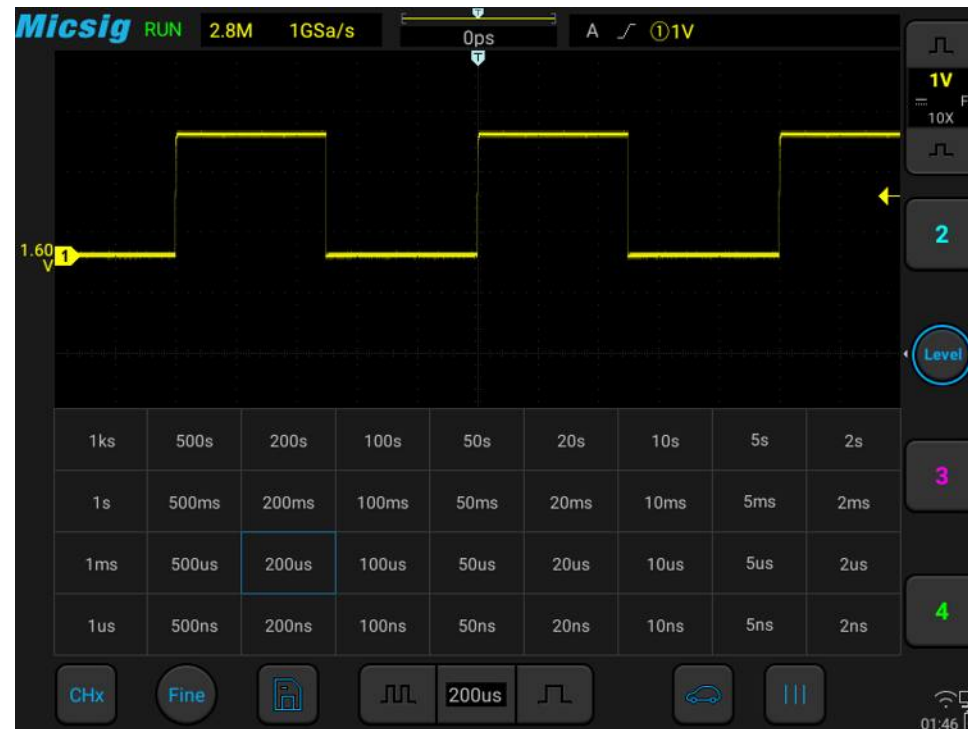 Micsig RUN 2.8M 1GSa/s 0ps A ①1V
T
T
1V
F
10X
1.60
V
1
2
Level
1ks 500s 200s 100s 50s 20s 10s 5s 2s
1s 500ms 200ms 100ms 50ms 20ms 10ms 5ms 2ms
3
1ms 500us 200us 100us 50us 20us 10us 5us 2us
1us 500ns 200ns 100ns 50ns 20ns 10ns 5ns 2ns
4
CHx Fine 200us
01:46